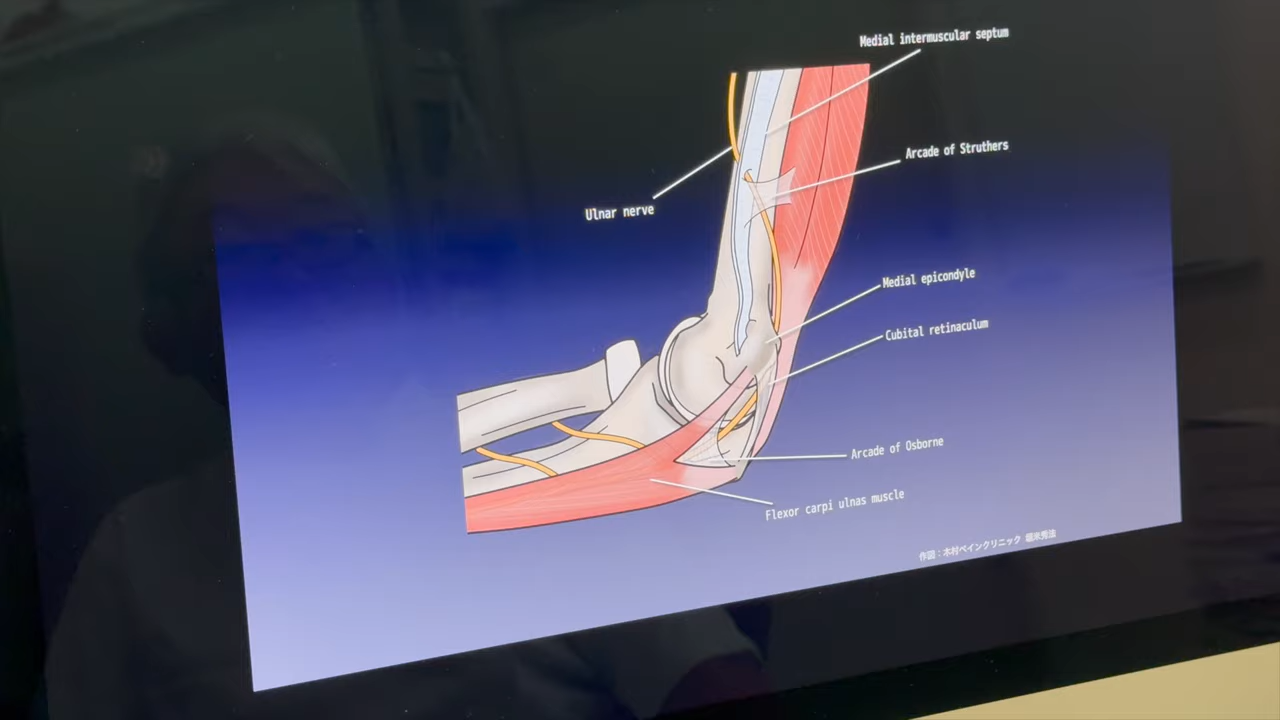 Medial intermuscular septum
Arcade of Struthers
Ulnar nerve
Medial epicondyle
Cubital retinaculum
Arcade of Osborne
Flexor carpi ulnas muscle
作図：木村ペインクリニック